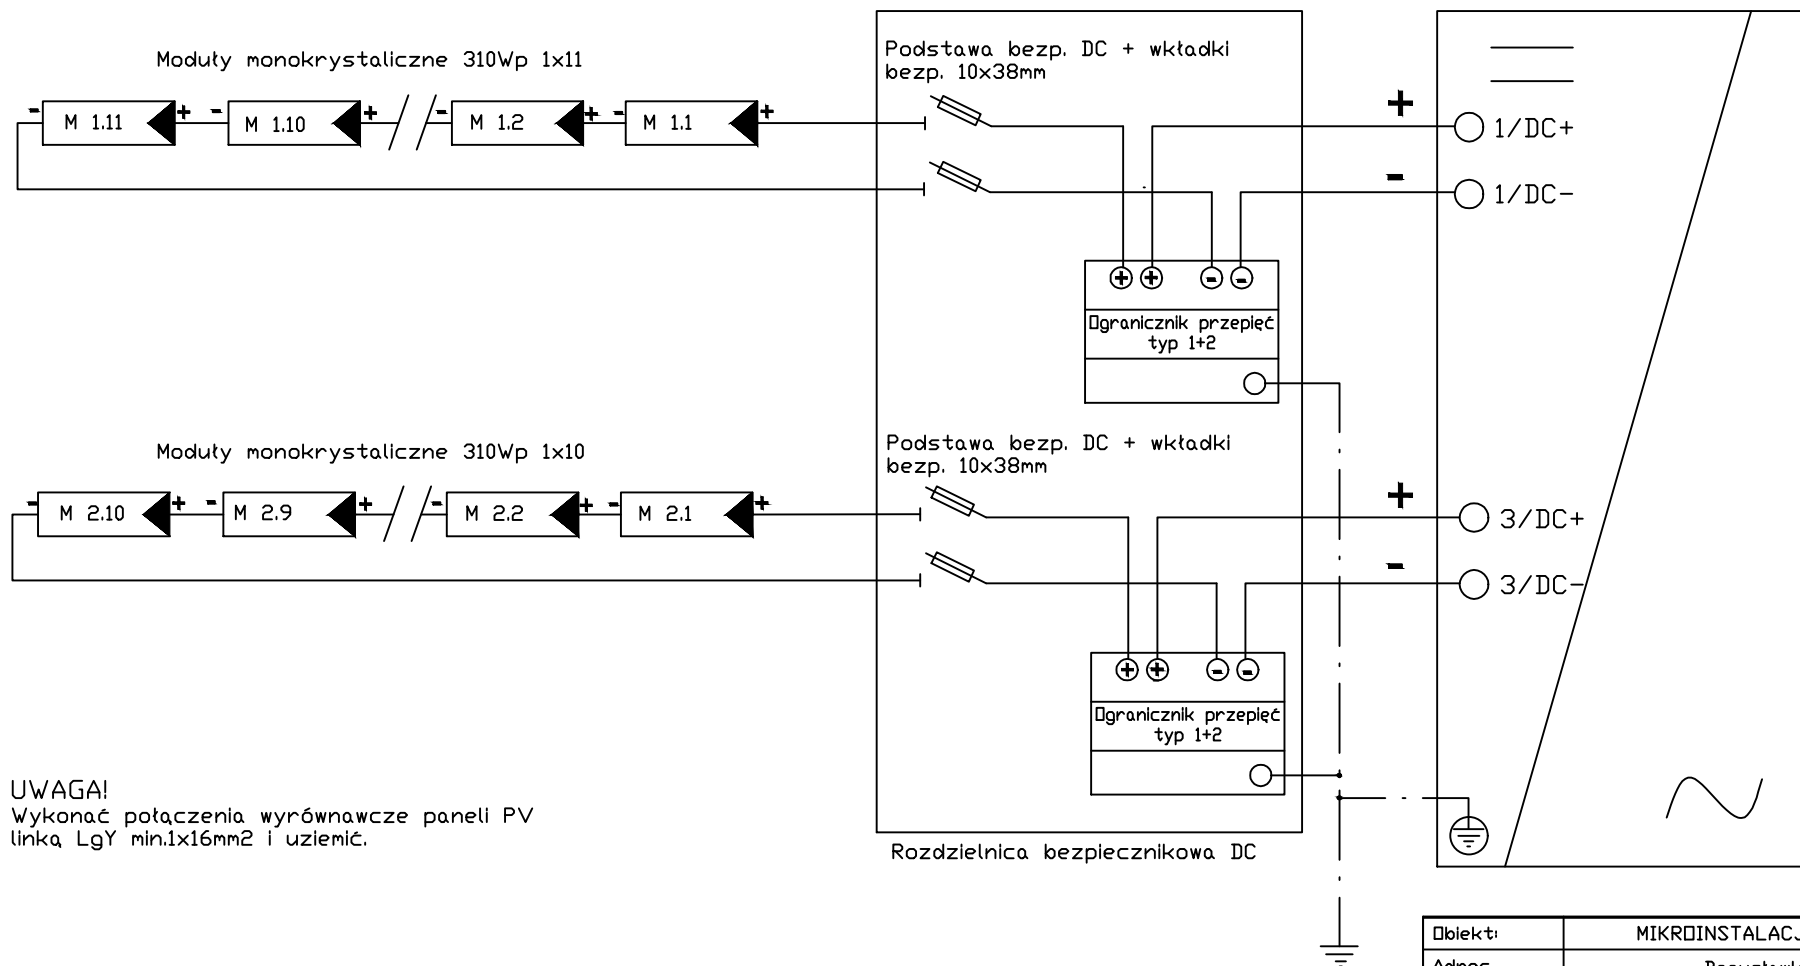 Moduły monokrystaliczne 310Wp 1x11
- M 1.11 + - M 1.10 + - M 1.2 + - M 1.1 +
Podstawa bezp. DC + wkładki
bezp. 10x38mm
+
1/DC+
-
1/DC-
+ + - -
Ogranicznik przepięć
typ 1+2
Moduły monokrystaliczne 310Wp 1x10
- M 2.10 + - M 2.9 + - M 2.2 + - M 2.1 +
Podstawa bezp. DC + wkładki
bezp. 10x38mm
+
3/DC+
-
3/DC-
+ + - -
Ogranicznik przepięć
typ 1+2
UWAGA!
Wykonać połączenia wyrównawcze paneli PV
linką LgY min.1x16mm2 i uziemić.
Rozdzielnica bezpiecznikowa DC
Obiekt: MIKROINSTALACJ